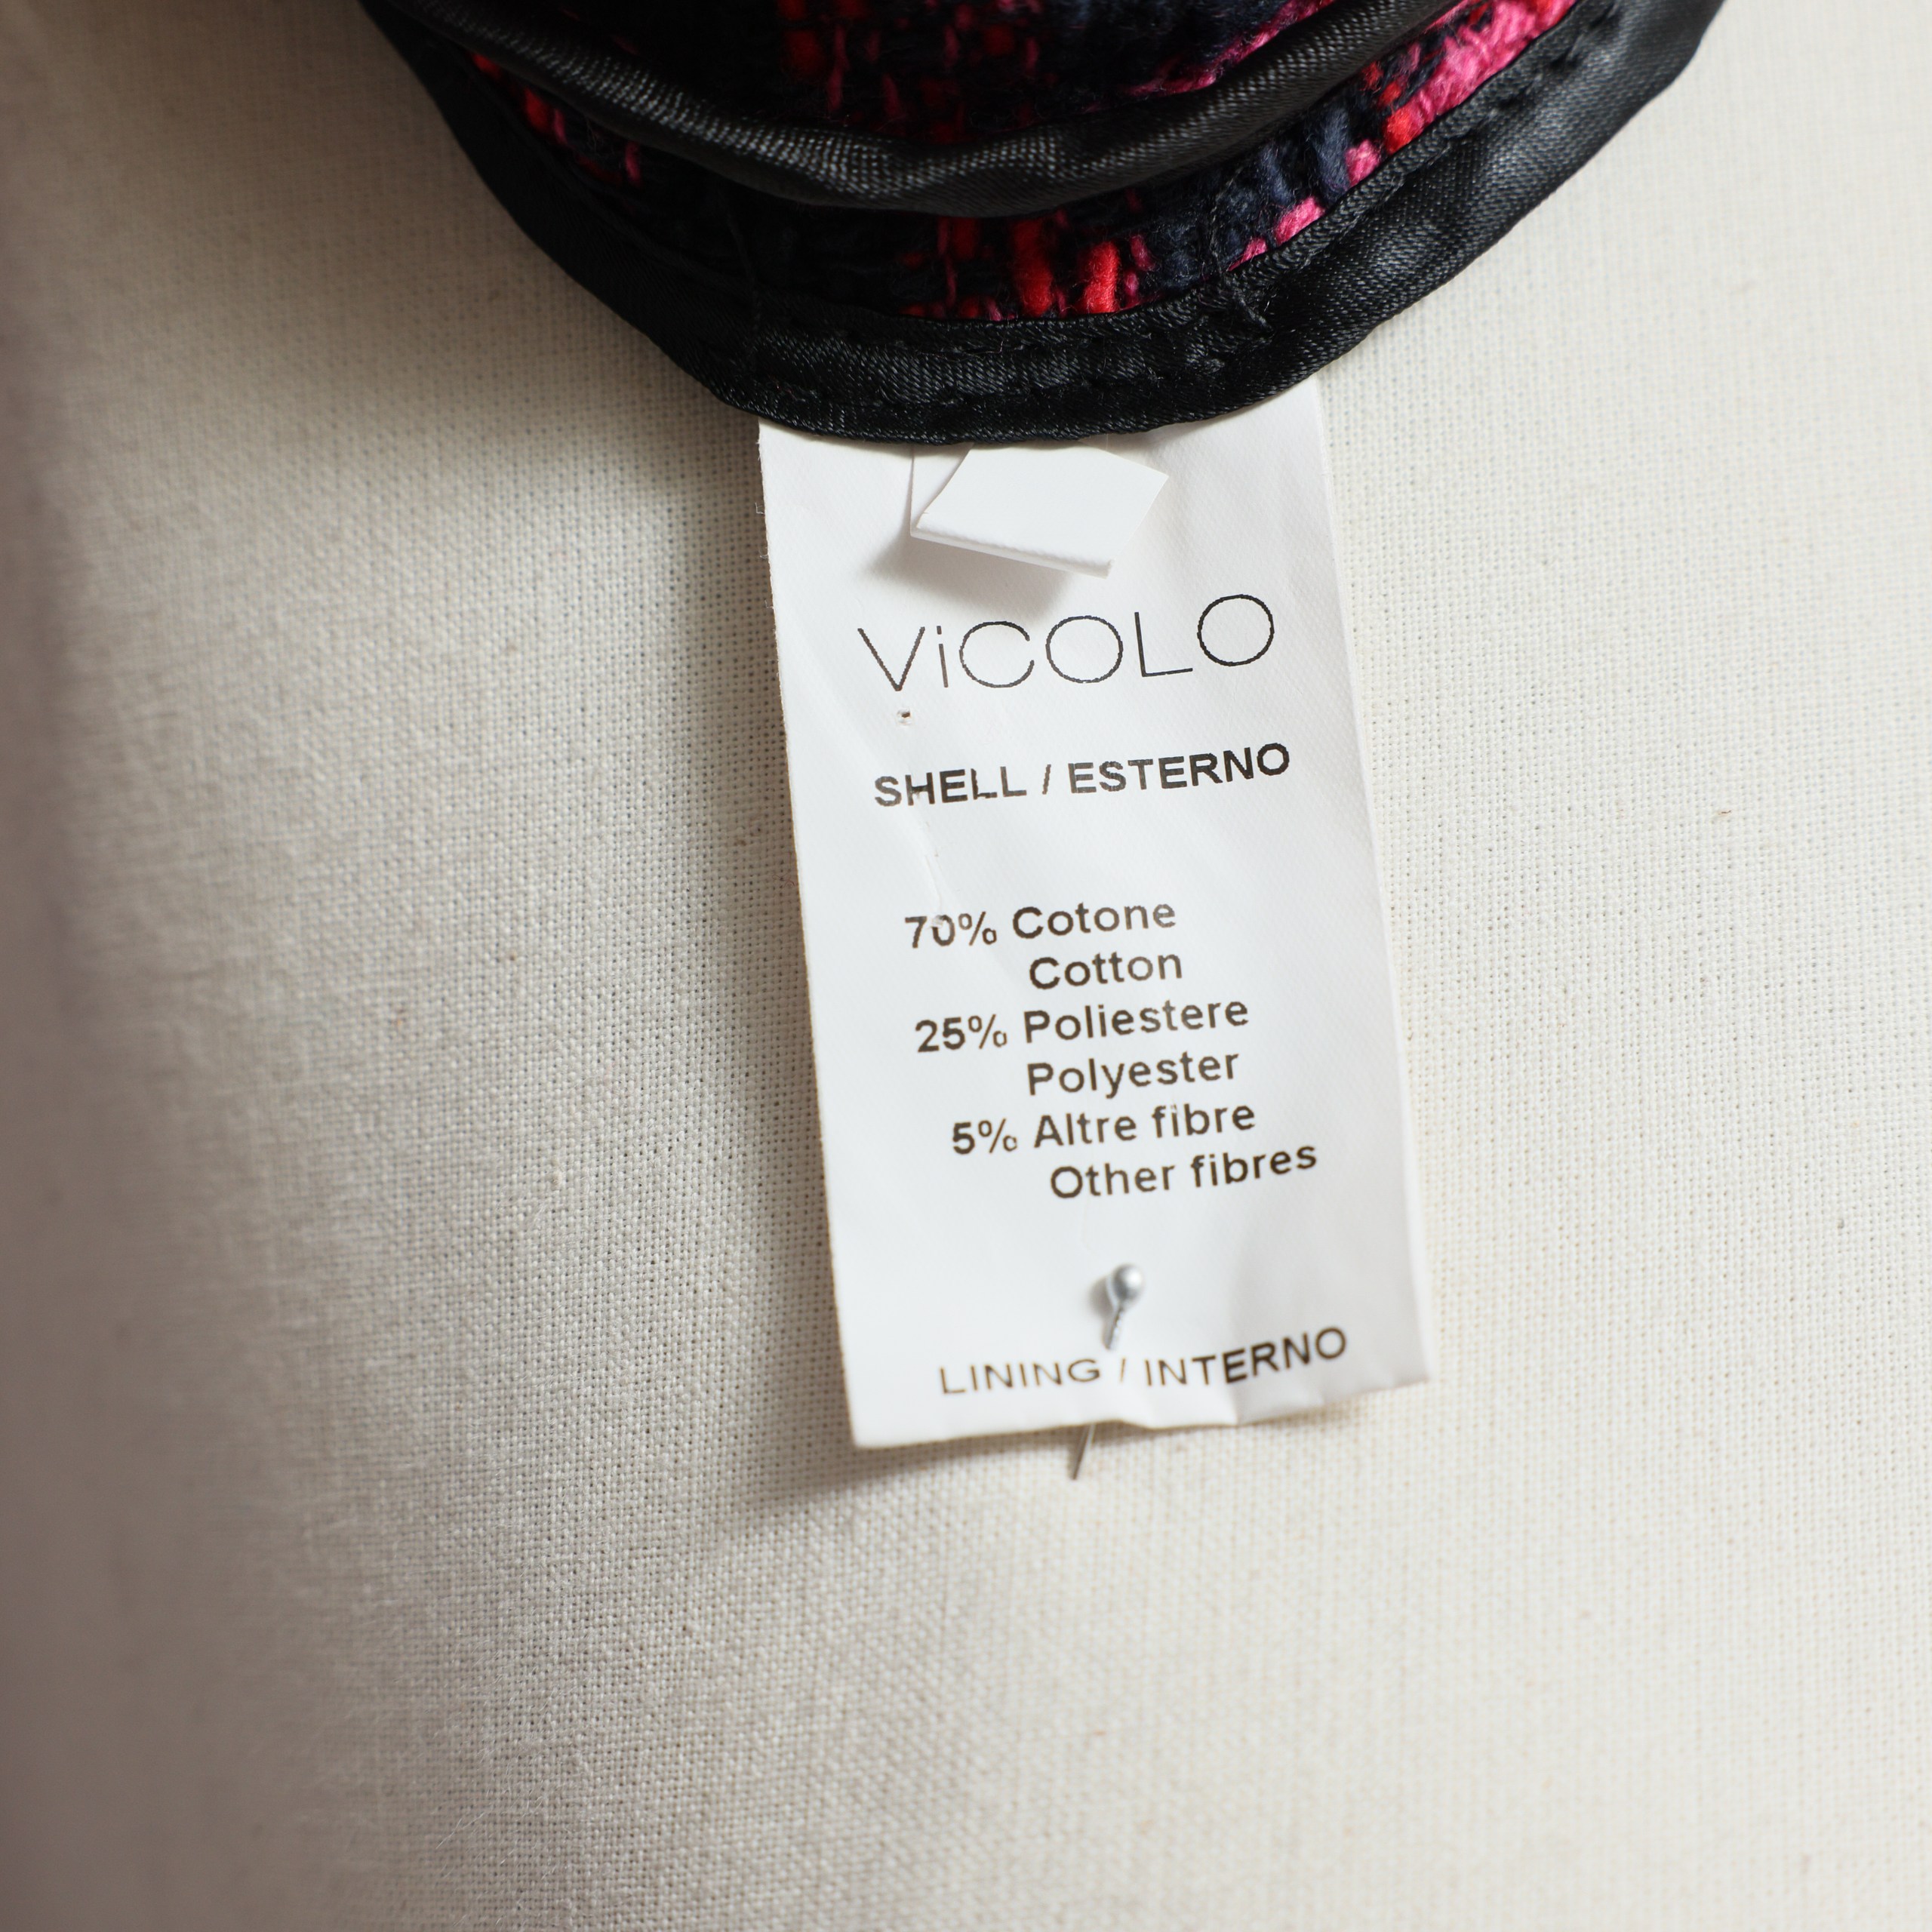 ViCOLO
SHELL / ESTERNO
70% Cotone
Cotton
25% Poliestere
Polyester
5% Altre fibre
Other fibres
LINING / INTERNO